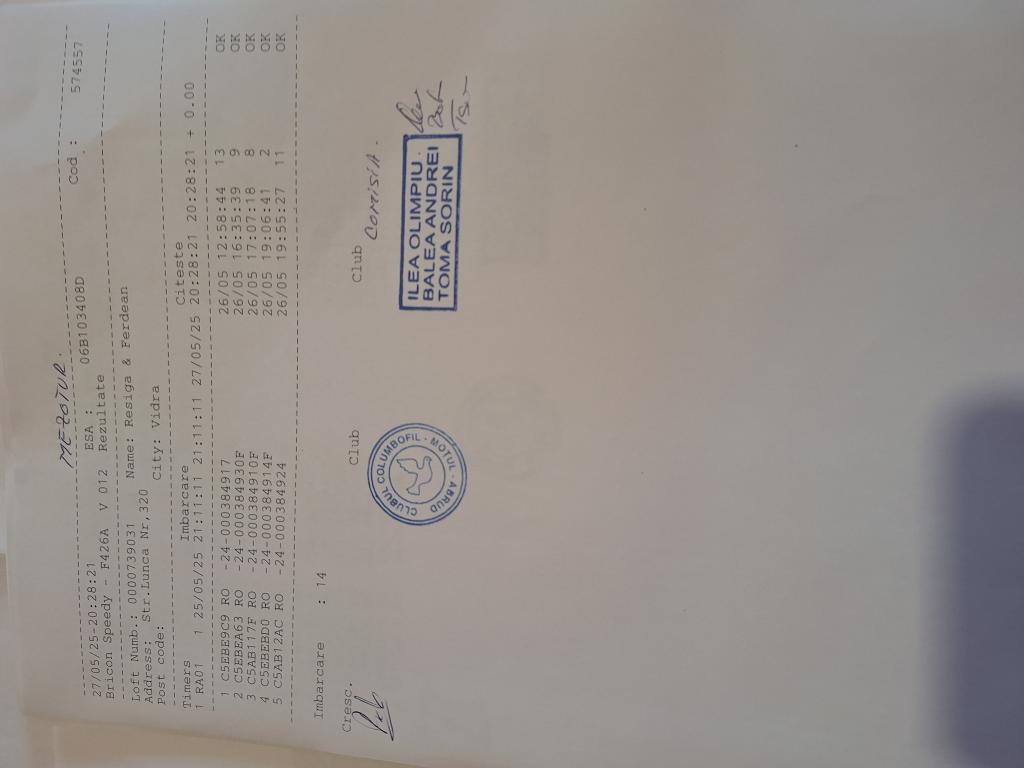 MEZOTUR.
27/05/25-20:28:21 ESA : 06B103408D Cod : 574557
Bricon Speedy - F426A V 012 Rezultate
Loft Numb.: 0000739031 Name: Resiga & Ferdean
Address: Str.Lunca Nr,320
Post code: City: Vidra
Timers Imbarcare Citeste
1 RA01 1 25/05/25 21:11:11 21:11:11 27/05/25 20:28:21 20:28:21 + 0.00
1 C5EBE9C9 RO -24-000384917 26/05 12:58:44 13 OK
2 C5EBEA63 RO -24-000384930F 26/05 16:35:39 9 OK
3 C5AB117F RO -24-000384910F 26/05 17:07:18 8 OK
4 C5EBEBD0 RO -24-000384914F 26/05 19:06:41 2 OK
5 C5AB12AC RO -24-000384924 26/05 19:55:27 11 OK
Imbarcare : 14
Cresc. Club Club
COMISIA.
CLUBUL COLUMBOFIL - MOTUL - ABRUD
ILEA OLIMPIU
BALEA ANDREI
TOMA SORIN